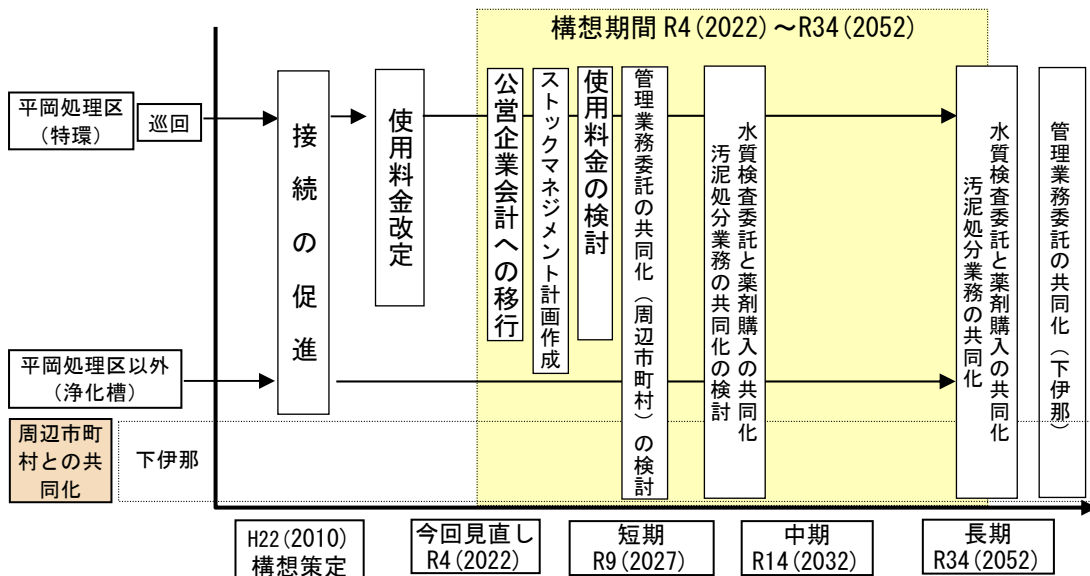 構想期間 R4(2022)~R34(2052)
平岡処理区
(特環)
巡回
接続の促進
使用料金改定
公営企業会計への移行
ストックマネジメント計画作成
使用料金の検討
管理業務委託の共同化(周辺市町村)の検討
水質検査委託と薬剤購入の共同化
汚泥処分業務の共同化の検討
水質検査委託と薬剤購入の共同化
汚泥処分業務の共同化
管理業務委託の共同化(下伊那)
平岡処理区以外
(浄化槽)
周辺市町
村との共
同化
下伊那
H22(2010)
構想策定
今回見直し
R4(2022)
短期
R9(2027)
中期
R14(2032)
長期
R34(2052)